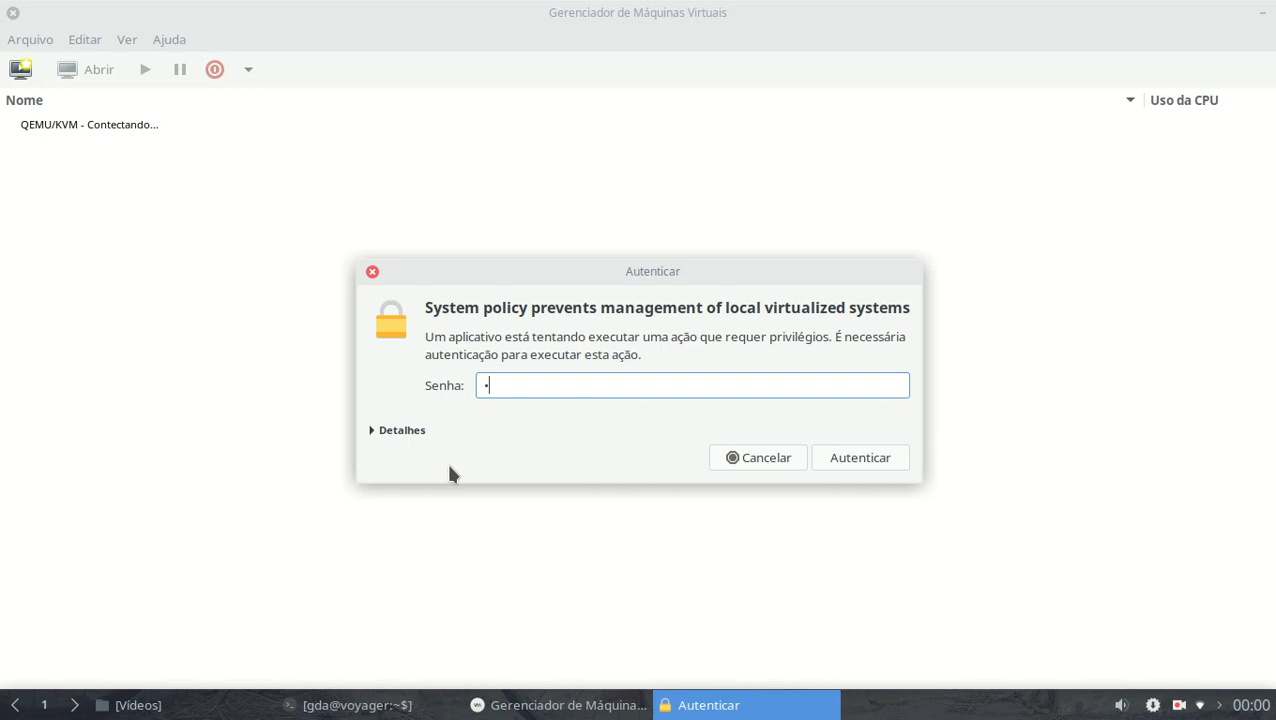 Gerenciador de Máquinas Virtuais
Arquivo Editar Ver Ajuda
Abrir
Nome Uso da CPU
QEMU/KVM - Contectando...
Autenticar
System policy prevents management of local virtualized systems
Um aplicativo está tentando executar uma ação que requer privilégios. É necessária
autenticação para executar esta ação.
Senha:
Detalhes
Cancelar Autenticar
1 [Vídeos] [gda@voyager:~$] Gerenciador de Máquina... Autenticar 00:00